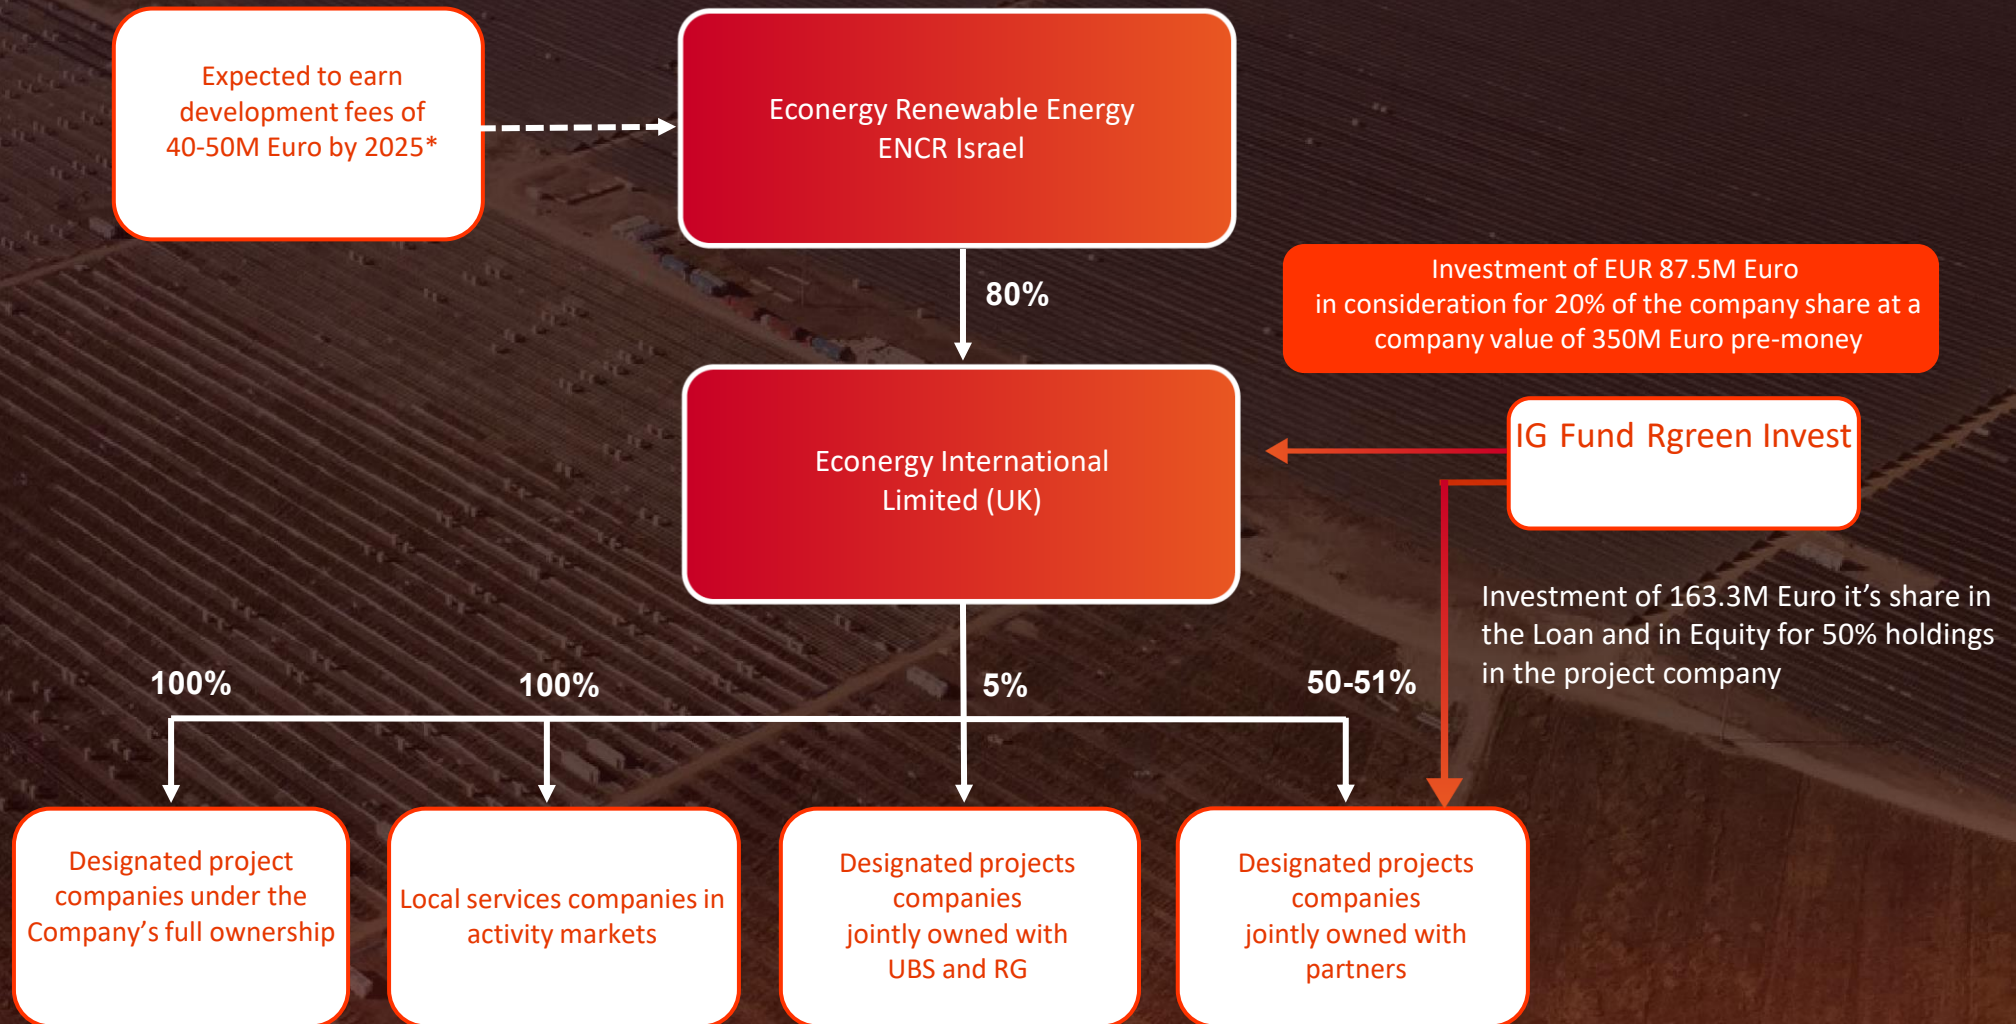 Expected to earn
development fees of
40-50M Euro by 2025*
Econergy Renewable Energy
ENCR Israel
80%
Investment of EUR 87.5M Euro
in consideration for 20% of the company share at a
company value of 350M Euro pre-money
IG Fund Rgreen Invest
Econergy International
Limited (UK)
Investment of 163.3M Euro it’s share in
the Loan and in Equity for 50% holdings
in the project company
100%
100%
5%
50-51%
Designated project
companies under the
Company’s full ownership
Local services companies in
activity markets
Designated projects
companies
jointly owned with
UBS and RG
Designated projects
companies
jointly owned with
partners